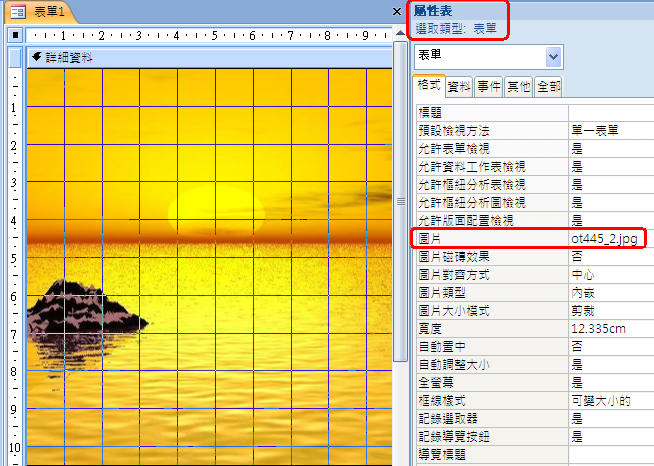 表單1
屬性表
選取類型: 表單
1 2 3 4 5 6 7 8 9
表單
詳細資料
格式 資料 事件 其他 全部
標題
預設檢視方法 單一表單
允許表單檢視 是
允許資料工作表檢視 是
允許樞紐分析表檢視 是
允許樞紐分析圖檢視 是
允許版面配置檢視 是
圖片 ot445_2.jpg
圖片磁磚效果 否
圖片對齊方式 中心
圖片類型 內嵌
圖片大小模式 剪裁
寬度 12.335cm
自動置中 否
自動調整大小 是
全螢幕 是
框線樣式 可變大小的
記錄選取器 是
記錄導覽按鈕 是
導覽標題
1
2
3
4
5
6
7
8
9
10